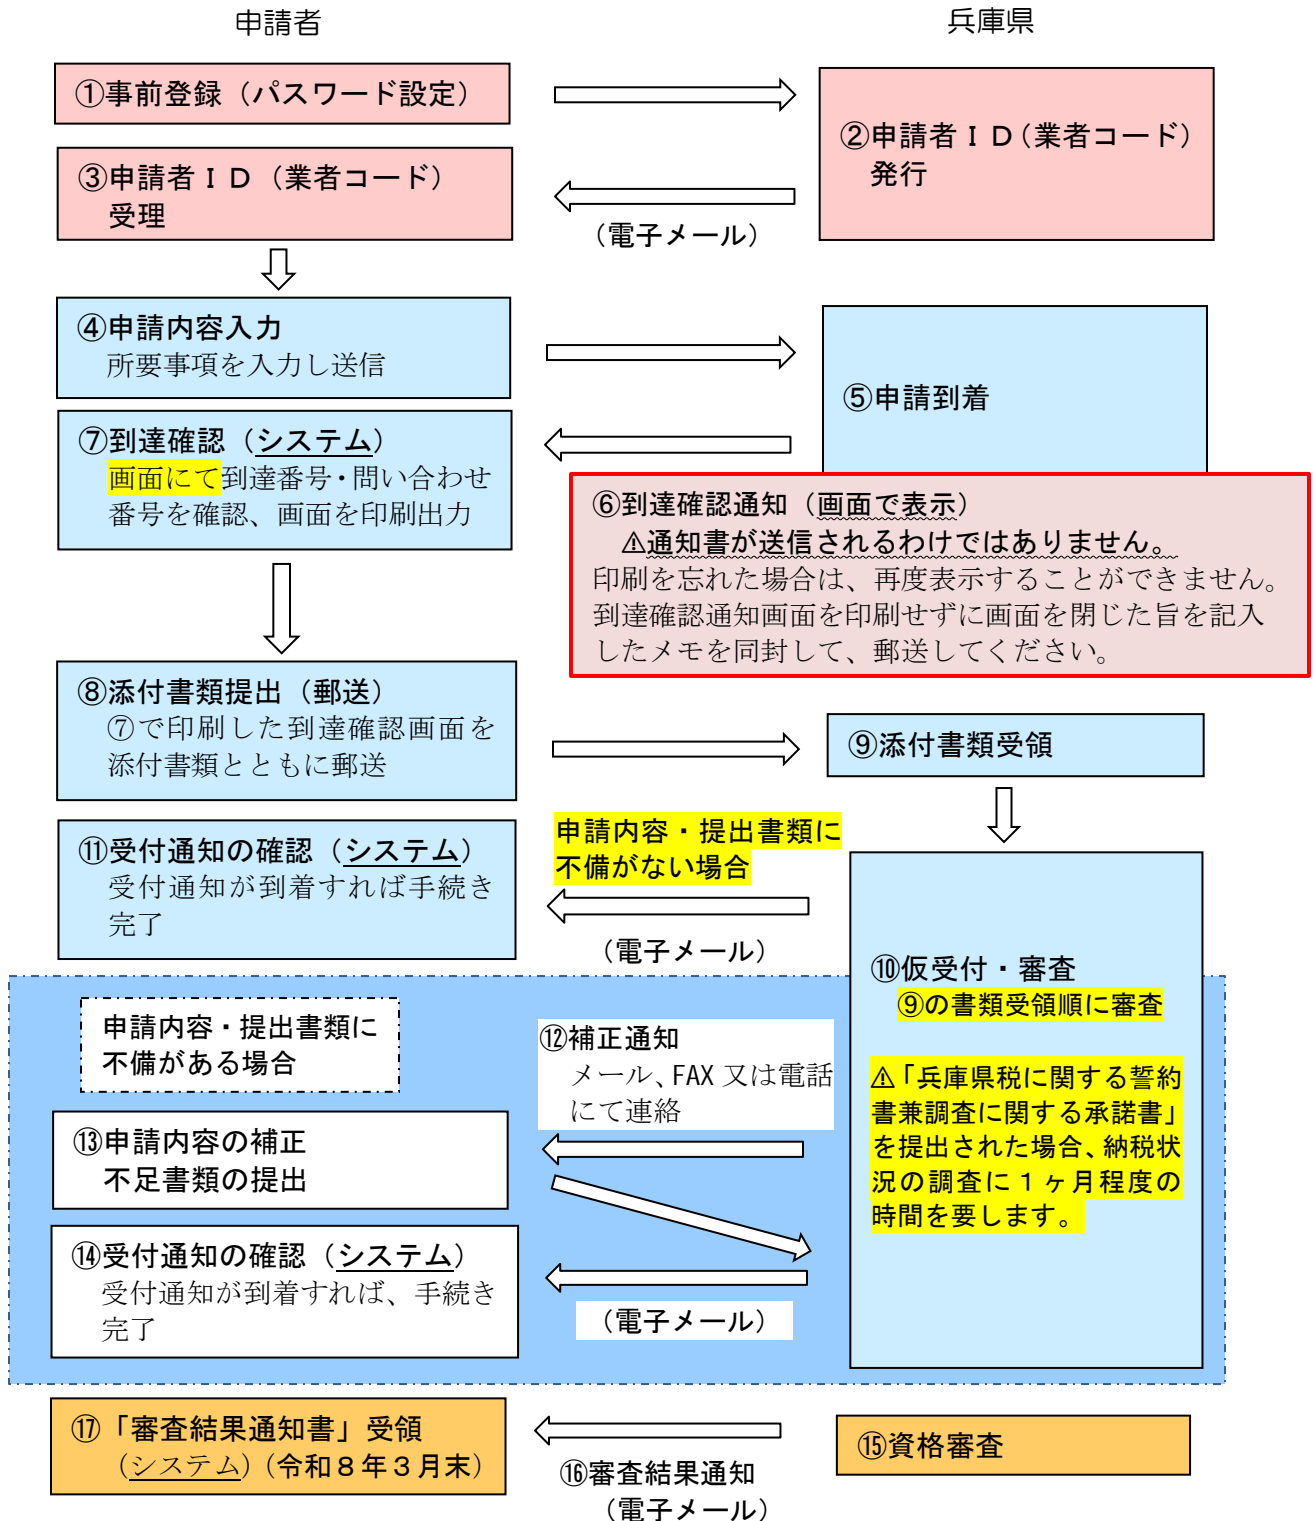 申請者
兵庫県
①事前登録（パスワード設定）
②申請者ＩＤ（業者コード）
発行
③申請者ＩＤ（業者コード）
受理
（電子メール）
④申請内容入力
所要事項を入力し送信
⑤申請到着
⑦到達確認（システム）
画面にて到達番号・問い合わせ
番号を確認、画面を印刷出力
⑥到達確認通知（画面で表示）
⚠通知書が送信されるわけではありません。
印刷を忘れた場合は、再度表示することができません。
到達確認通知画面を印刷せずに画面を閉じた旨を記入
したメモを同封して、郵送してください。
⑧添付書類提出（郵送）
⑦で印刷した到達確認画面を
添付書類とともに郵送
⑨添付書類受領
申請内容・提出書類に
不備がない場合
⑪受付通知の確認（システム）
受付通知が到着すれば手続き
完了
（電子メール）
⑩仮受付・審査
⑨の書類受領順に審査
⚠「兵庫県税に関する誓約
書兼調査に関する承諾書」
を提出された場合、納税状
況の調査に１ヶ月程度の
時間を要します。
申請内容・提出書類に
不備がある場合
⑫補正通知
メール、FAX 又は電話
にて連絡
⑬申請内容の補正
不足書類の提出
⑭受付通知の確認（システム）
受付通知が到着すれば、手続き
完了
（電子メール）
⑰「審査結果通知書」受領
（システム）（令和８年３月末）
⑮資格審査
⑯審査結果通知
（電子メール）